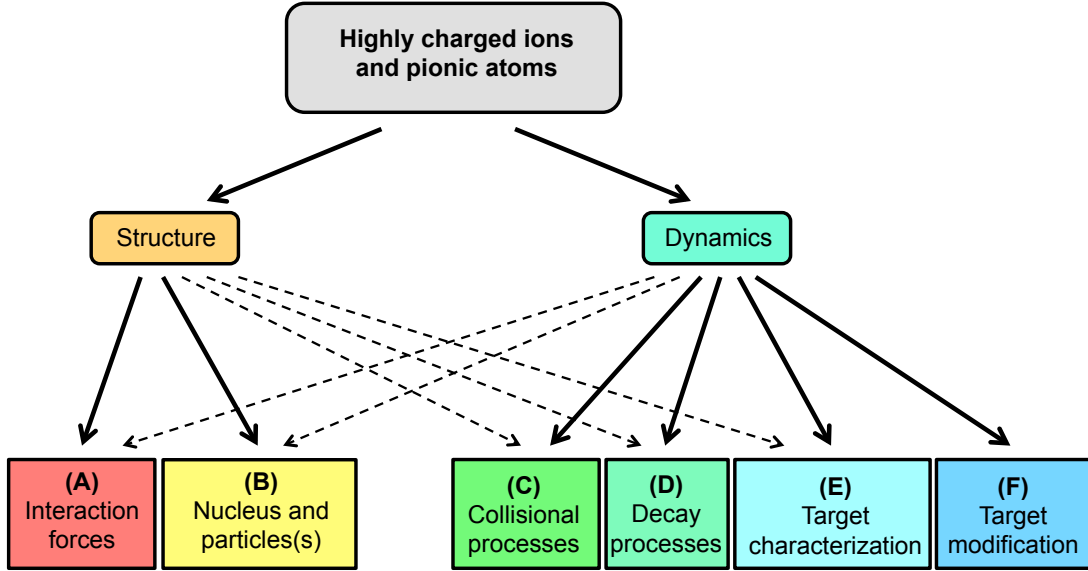 Highly charged ions
and pionic atoms
Structure
Dynamics
(A)
Interaction
forces
(B)
Nucleus and
particles(s)
(C)
Collisional
processes
(D)
Decay
processes
(E)
Target
characterization
(F)
Target
modification